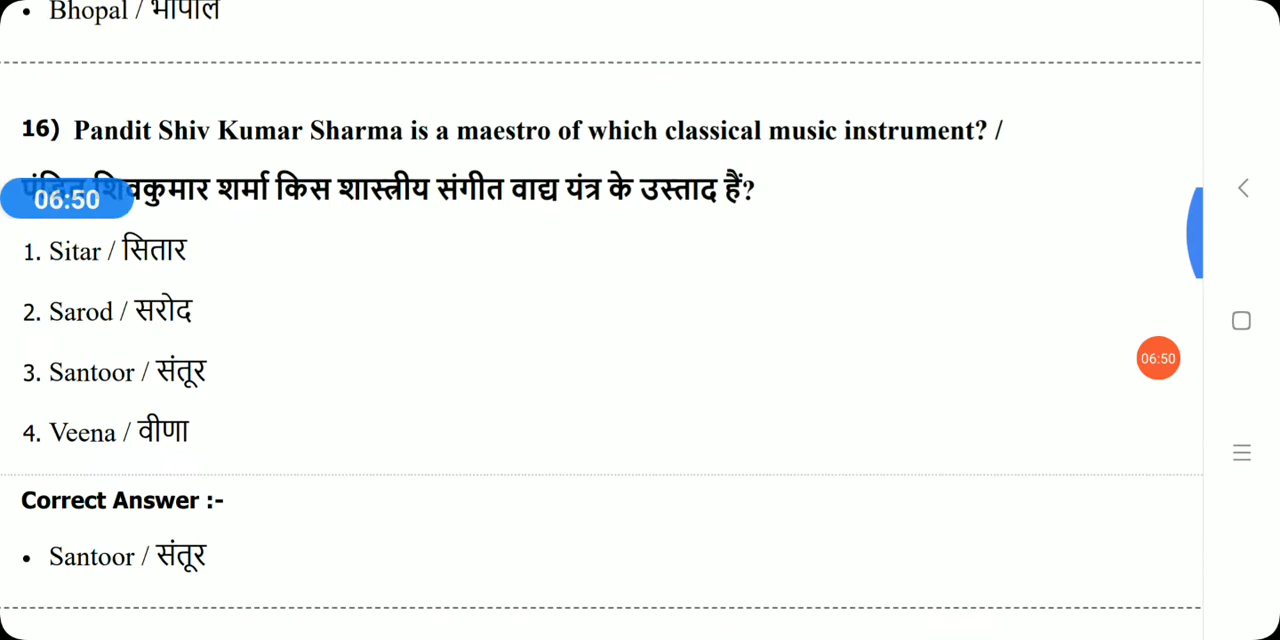 • Bhopal / भोपाल
16) Pandit Shiv Kumar Sharma is a maestro of which classical music instrument? /
पंडित शिवकुमार शर्मा किस शास्त्रीय संगीत वाद्य यंत्र के उस्ताद हैं?
06:50
1. Sitar / सितार
2. Sarod / सरोद
06:50
3. Santoor / संतूर
4. Veena / वीणा
Correct Answer :-
• Santoor / संतूर